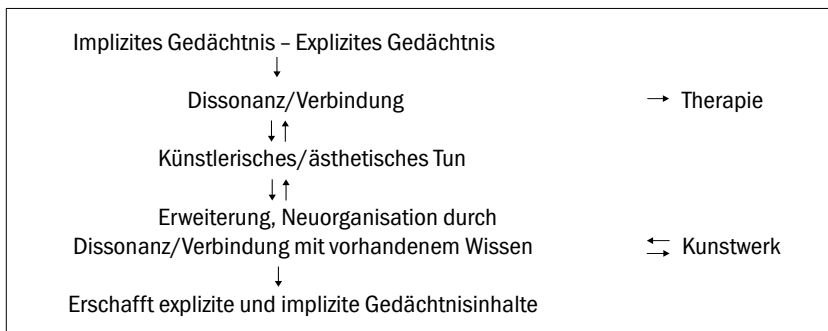 Implizites Gedächtnis – Explizites Gedächtnis
↓
Dissonanz/Verbindung → Therapie
↓↑
Künstlerisches/ästhetisches Tun
↓↑
Erweiterung, Neuorganisation durch
Dissonanz/Verbindung mit vorhandenem Wissen ⇆ Kunstwerk
↓
Erschafft explizite und implizite Gedächtnisinhalte